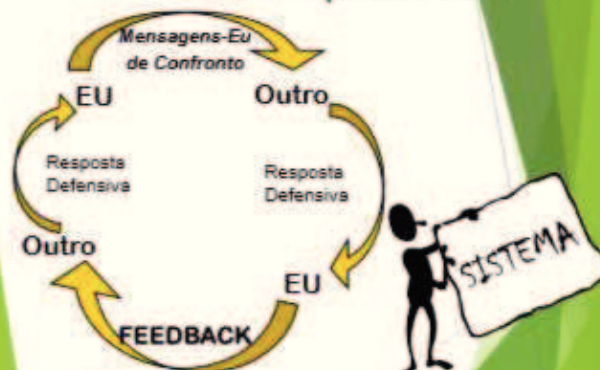 Mensagens-Eu
de Confronto
EU
Outro
Resposta
Defensiva
Resposta
Defensiva
Outro
EU
FEEDBACK
SISTEMA